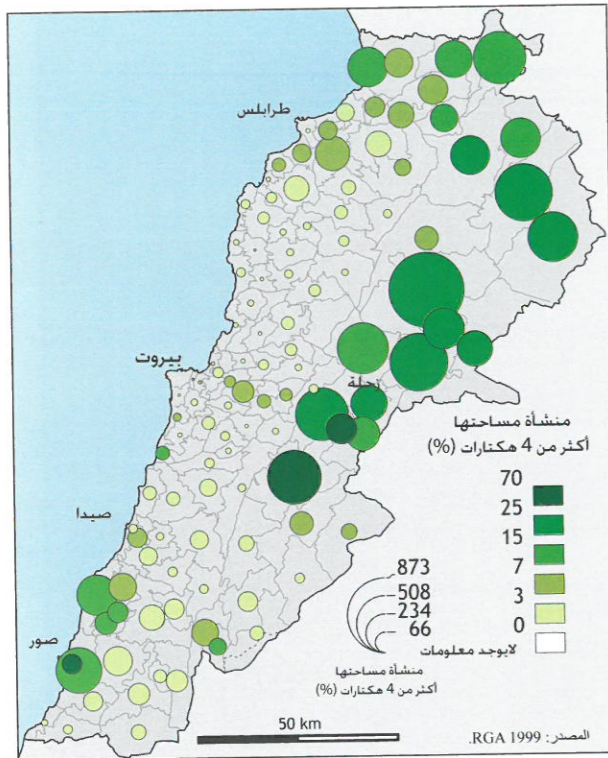 طرابلس
بيروت
زحلة
صيدا
صور
منشأة مساحتها
أكثر من 4 هكتارات (%)
70
25
15
7
3
0
873
508
234
66
لايوجد معلومات
منشأة مساحتها
أكثر من 4 هكتارات (%)
50 km
المصدر: RGA 1999.